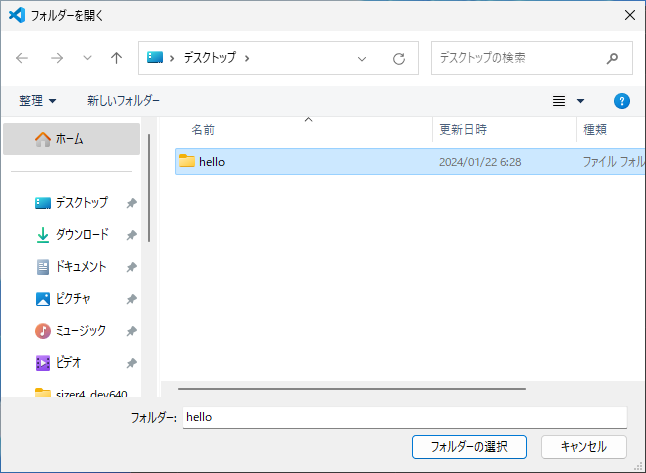 フォルダーを開く
デスクトップ
デスクトップの検索
整理 新しいフォルダー
ホーム
デスクトップ
ダウンロード
ドキュメント
ピクチャ
ミュージック
ビデオ
sizer4_dev640
名前 更新日時 種類
hello 2024/01/22 6:28 ファイル フォル
フォルダー: hello
フォルダーの選択 キャンセル